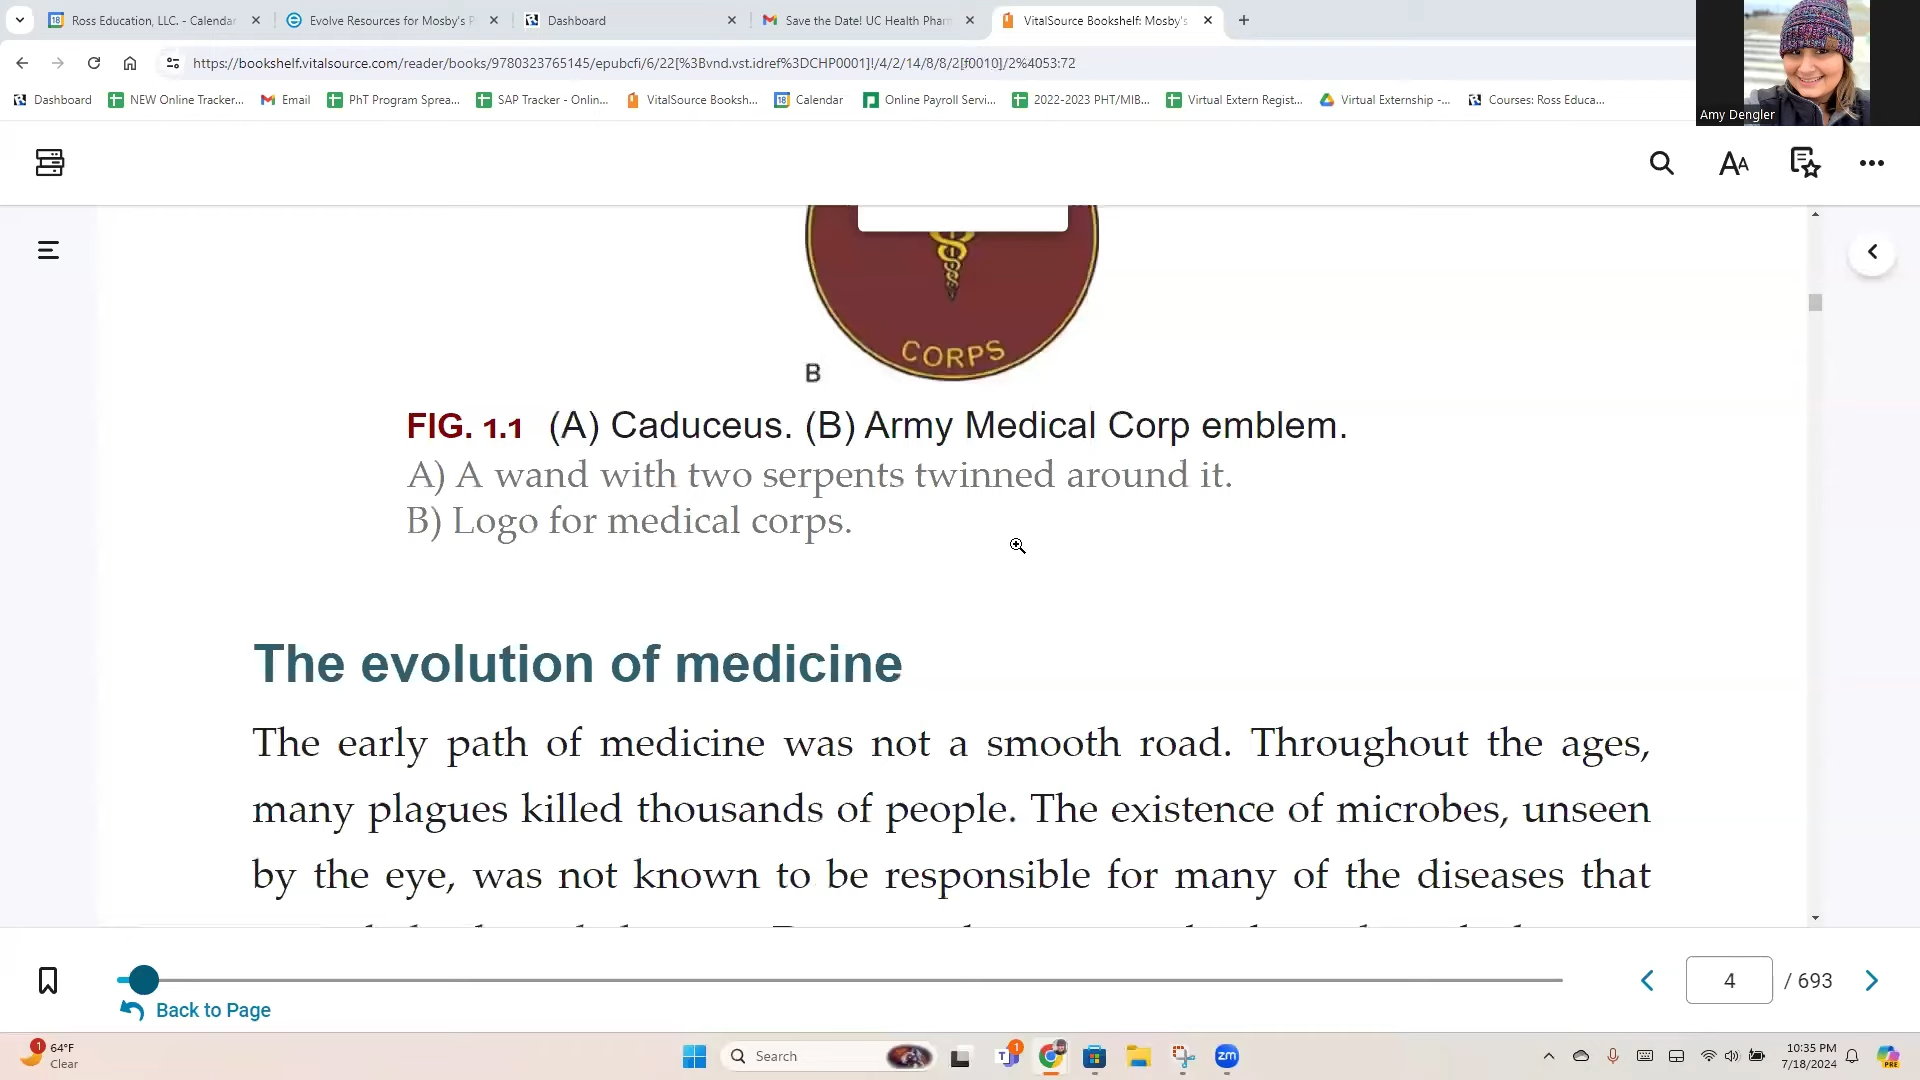 Ross Education, LLC. - Calendar
Evolve Resources for Mosby's P
Dashboard
Save the Date! UC Health Pharm
VitalSource Bookshelf: Mosby's
https://bookshelf.vitalsource.com/reader/books/9780323765145/epubcfi/6/22[%3Bvnd.vst.idref%3DCHP0001]!/4/2/14/8/8/2[f0010]/2%4053:72
Dashboard
NEW Online Tracker...
Email
PhT Program Sprea...
SAP Tracker - Onlin...
VitalSource Booksh...
Calendar
Online Payroll Servi...
2022-2023 PHT/MIB...
Virtual Extern Regist...
Virtual Externship -...
Courses: Ross Educa...
Amy Dengler
AA
CORPS
B
FIG. 1.1 (A) Caduceus. (B) Army Medical Corp emblem.
A) A wand with two serpents twinned around it.
B) Logo for medical corps.
The evolution of medicine
The early path of medicine was not a smooth road. Throughout the ages,
many plagues killed thousands of people. The existence of microbes, unseen
by the eye, was not known to be responsible for many of the diseases that
4 / 693
Back to Page
1
64°F
Clear
Search
1
zm
10:35 PM
7/18/2024
PRE